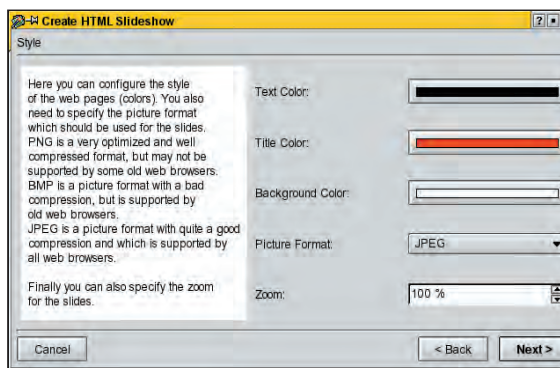 Create HTML Slideshow
Style
Here you can configure the style
of the web pages (colors). You also
need to specify the picture format
which should be used for the slides.
PNG is a very optimized and well
compressed format, but may not be
supported by some old web browsers.
BMP is a picture format with a bad
compression, but is supported by
old web browsers.
JPEG is a picture format with quite a good
compression and which is supported by
all web browsers.
Finally you can also specify the zoom
for the slides.
Text Color:
Title Color:
Background Color:
Picture Format:
JPEG
Zoom:
100 %
Cancel
< Back
Next >